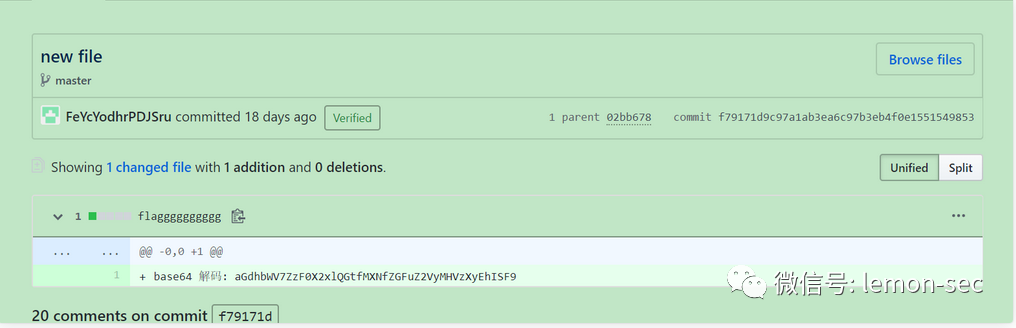 new file
master
Browse files
FeYcYodhrPDJSru committed 18 days ago Verified
1 parent 02bb678 commit f79171d9c97a1ab3ea6c97b3eb4f0e1551549853
Showing 1 changed file with 1 addition and 0 deletions.
Unified Split
1 flagggggggggg
... ... @@ -0,0 +1 @@
1 + base64 解码: aGdhbWV7ZzF0X2xlQGtfMXNfZGFuZ2VyMHVzXyEhISF9
微信号: lemon-sec
20 comments on commit f79171d